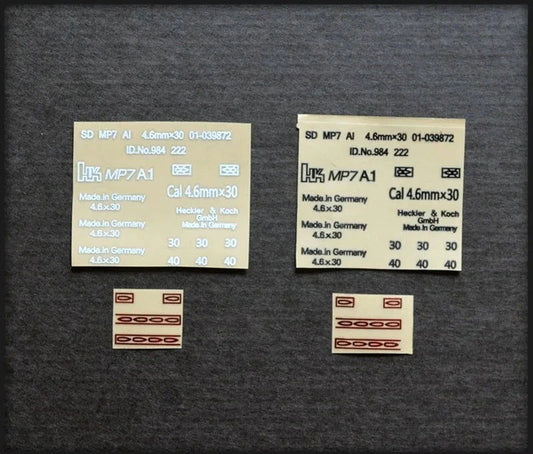 SD MP7 AI 4.6mm×30 01-039872
ID.No.984 222
HK MP7 A1
Cal 4.6mm×30
Made.in Germany
4.6.×.30
Heckler & Koch
GmbH
Made.in Germany
Made.in Germany
4.6.×.30
30 30 30
Made.in Germany
4.6.×.30
40 40 40
SD MP7 AI 4.6mm×30 01-039872
ID.No.984 222
HK MP7 A1
Cal 4.6mm×30
Made.in Germany
4.6.×.30
Heckler & Koch
GmbH
Made.in Germany
Made.in Germany
4.6.×.30
30 30 30
Made.in Germany
4.6.×.30
40 40 40